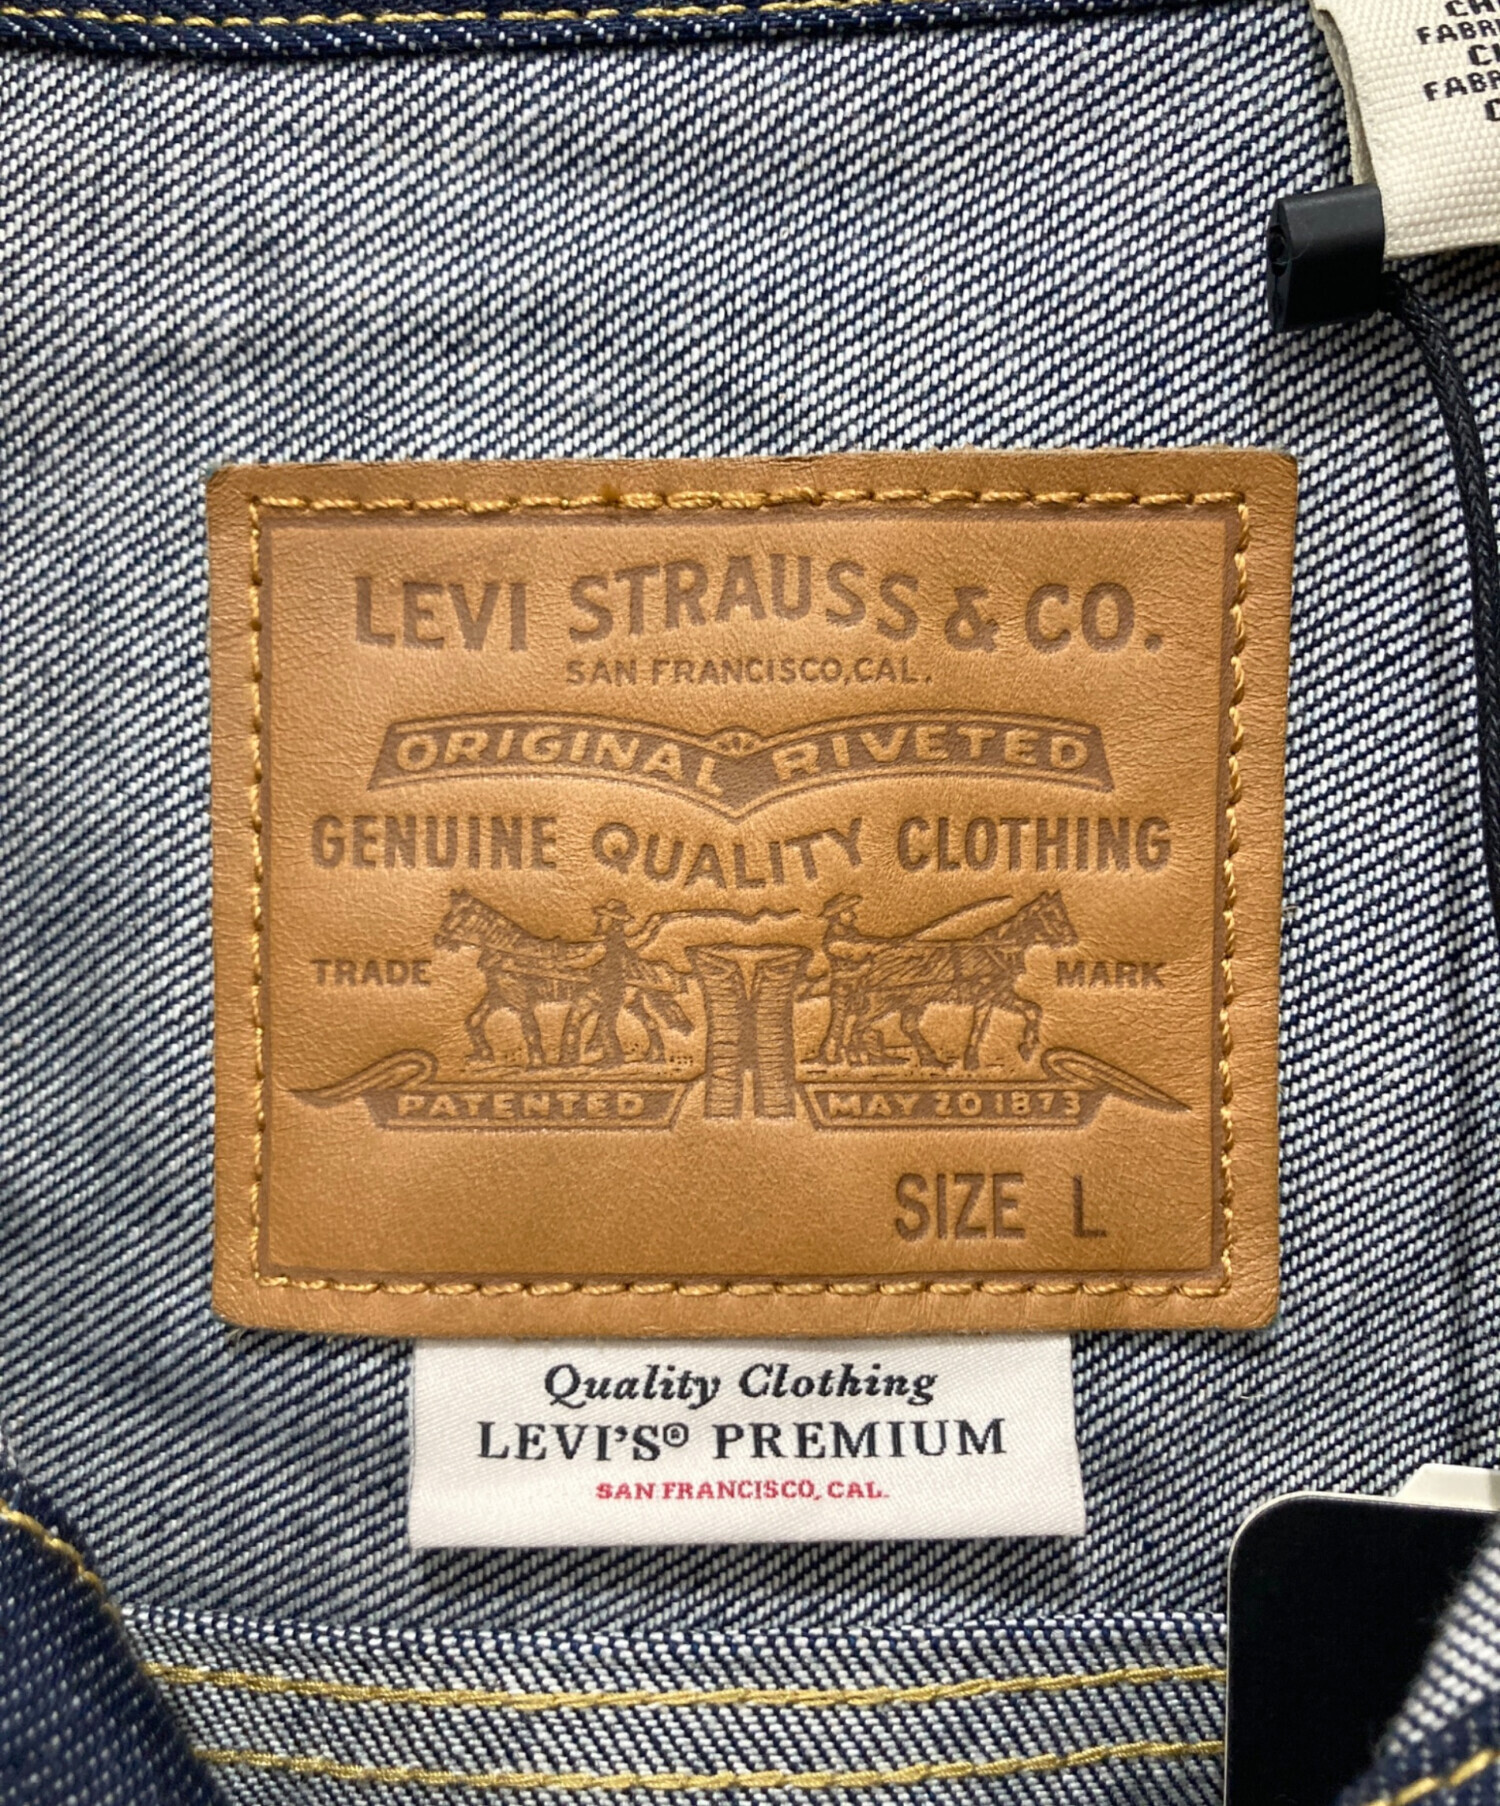 LEVI STRAUSS & CO.
SAN FRANCISCO, CAL.
ORIGINAL RIVETED
GENUINE QUALITY CLOTHING
TRADE MARK
PATENTED MAY 20 1873
SIZE L
Quality Clothing
LEVI'S® PREMIUM
SAN FRANCISCO, CAL.